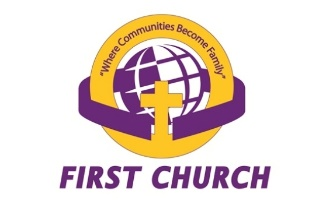 "Where Communities Become Family"
FIRST CHURCH